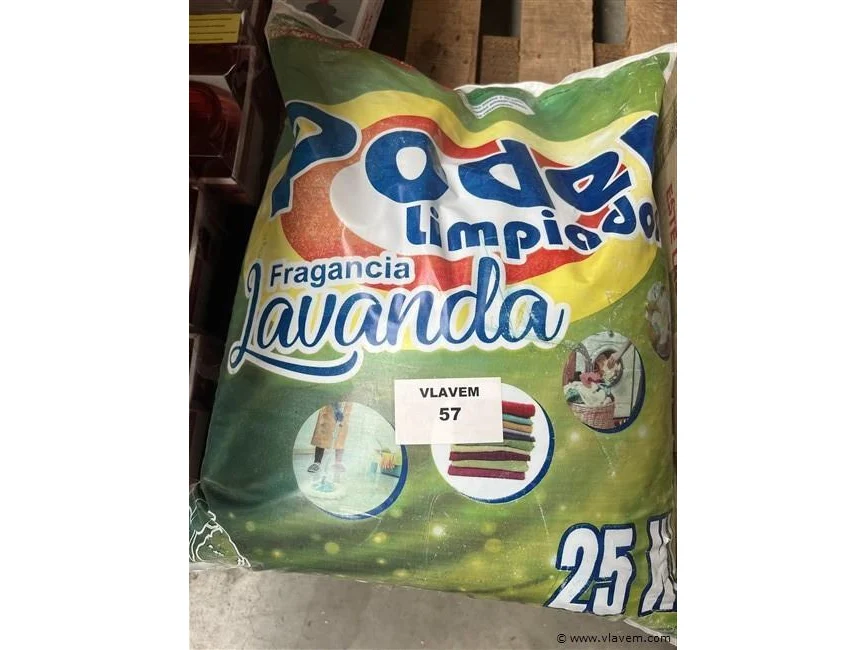 Poder
limpiador
Fragancia
Lavanda
VLAVEM
57
25 K
© www.vlavem.com